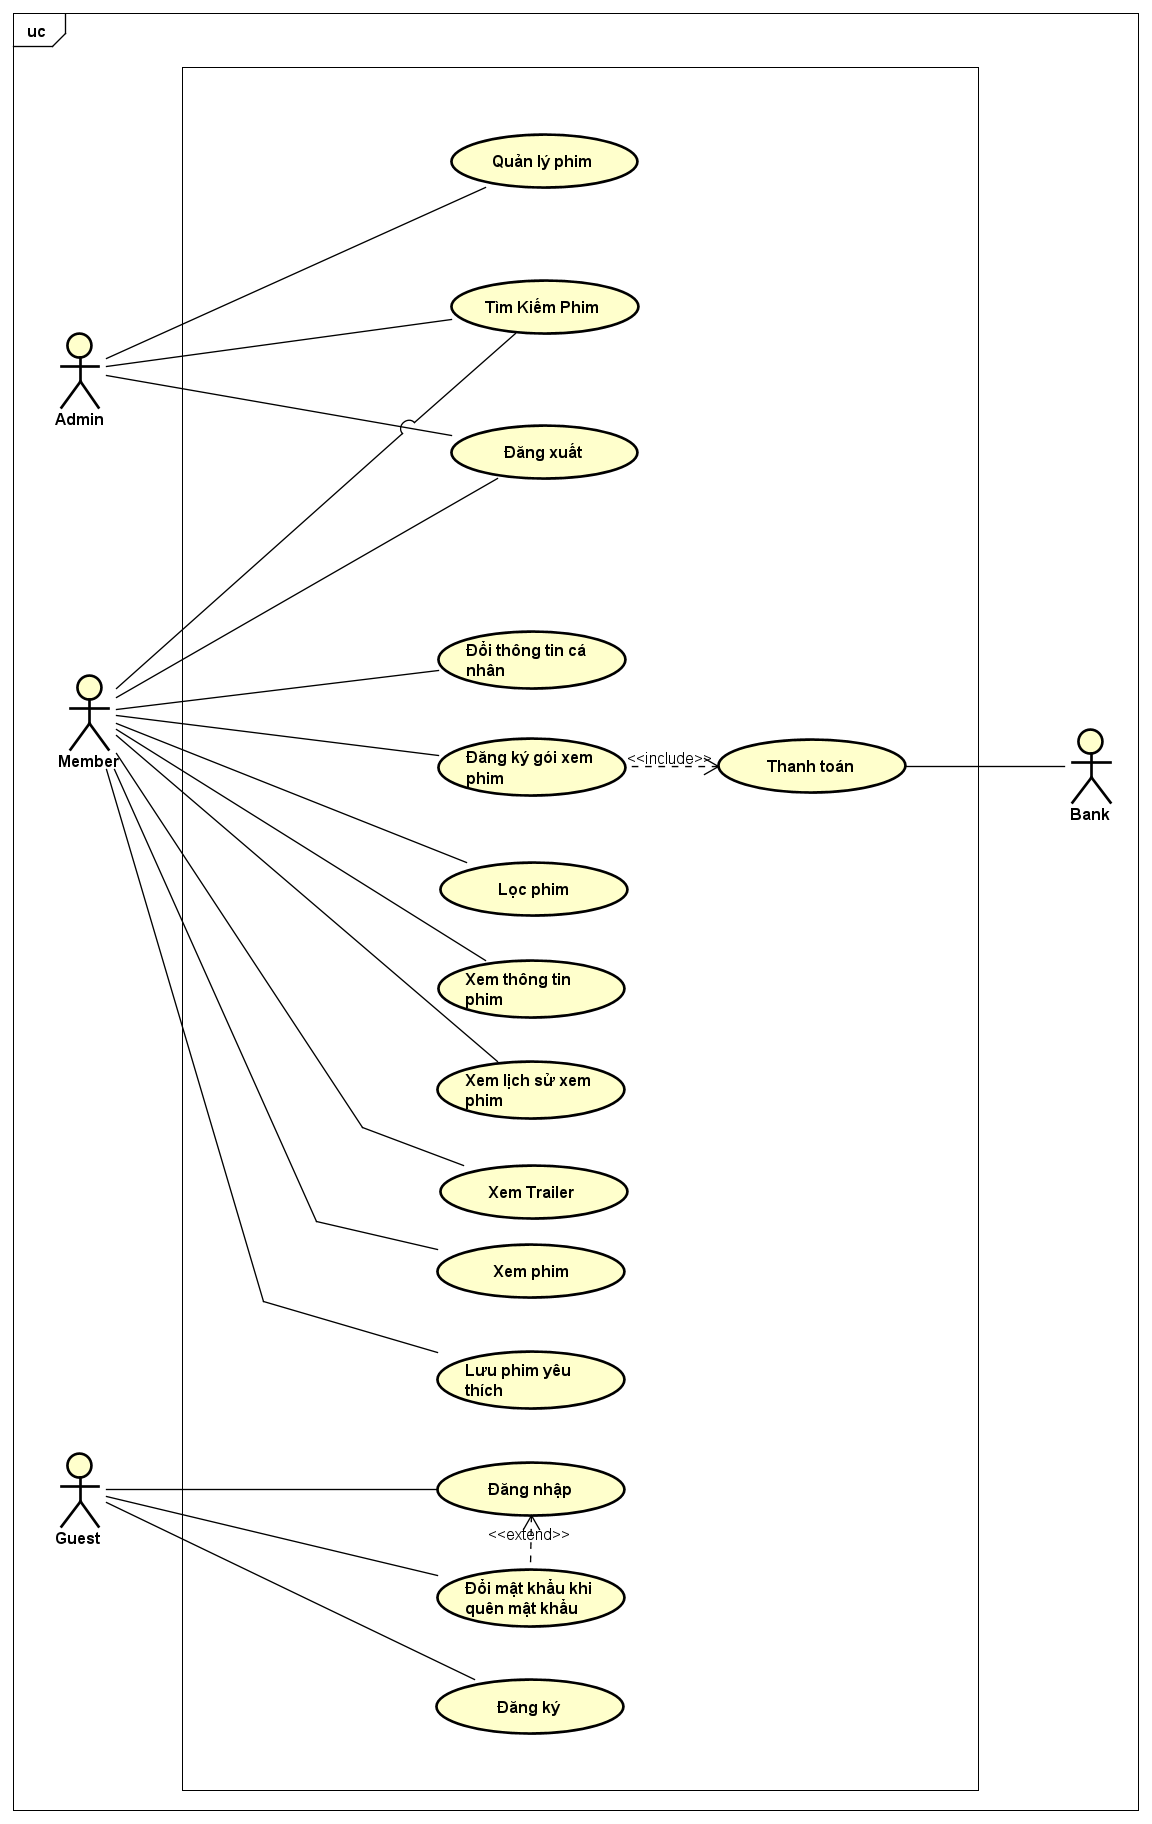 uc
Quản lý phim
Tìm Kiếm Phim
Admin
Đăng xuất
Đổi thông tin cá
nhân
Member
Đăng ký gói xem
phim
<<include>>
Thanh toán
Bank
Lọc phim
Xem thông tin
phim
Xem lịch sử xem
phim
Xem Trailer
Xem phim
Lưu phim yêu
thích
Đăng nhập
Guest
<<extend>>
Đổi mật khẩu khi
quên mật khẩu
Đăng ký